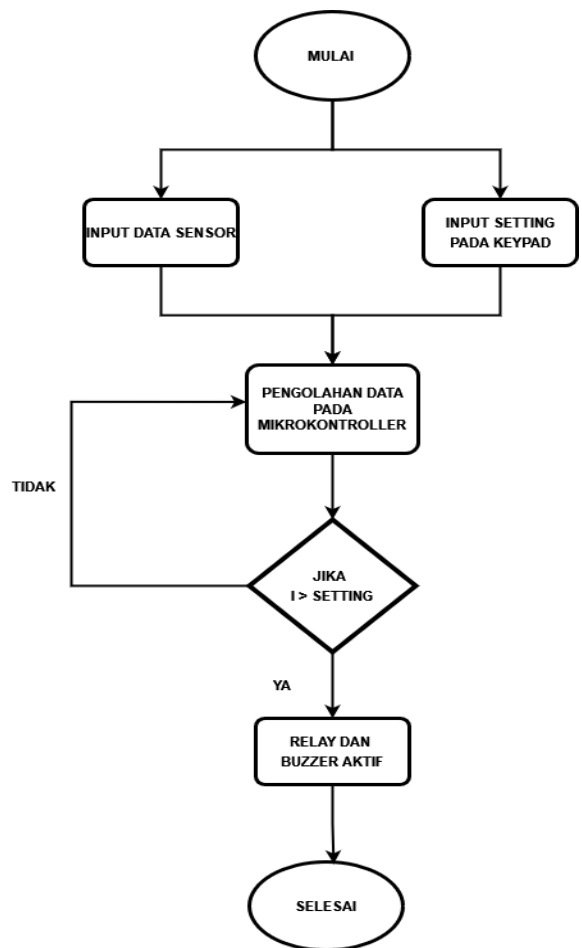 MULAI
INPUT DATA SENSOR
INPUT SETTING
PADA KEYPAD
PENGOLAHAN DATA
PADA
MIKROKONTROLLER
TIDAK
JIKA
I > SETTING
YA
RELAY DAN
BUZZER AKTIF
SELESAI